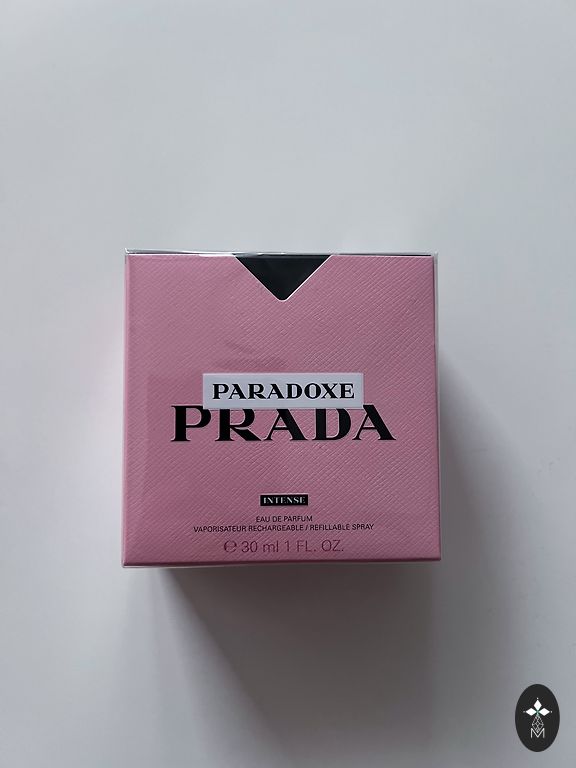 PARADOXE
PRADA
INTENSE
EAU DE PARFUM
VAPORISATEUR RECHARGEABLE / REFILLABLE SPRAY
℮ 30 ml 1 FL. OZ.
M